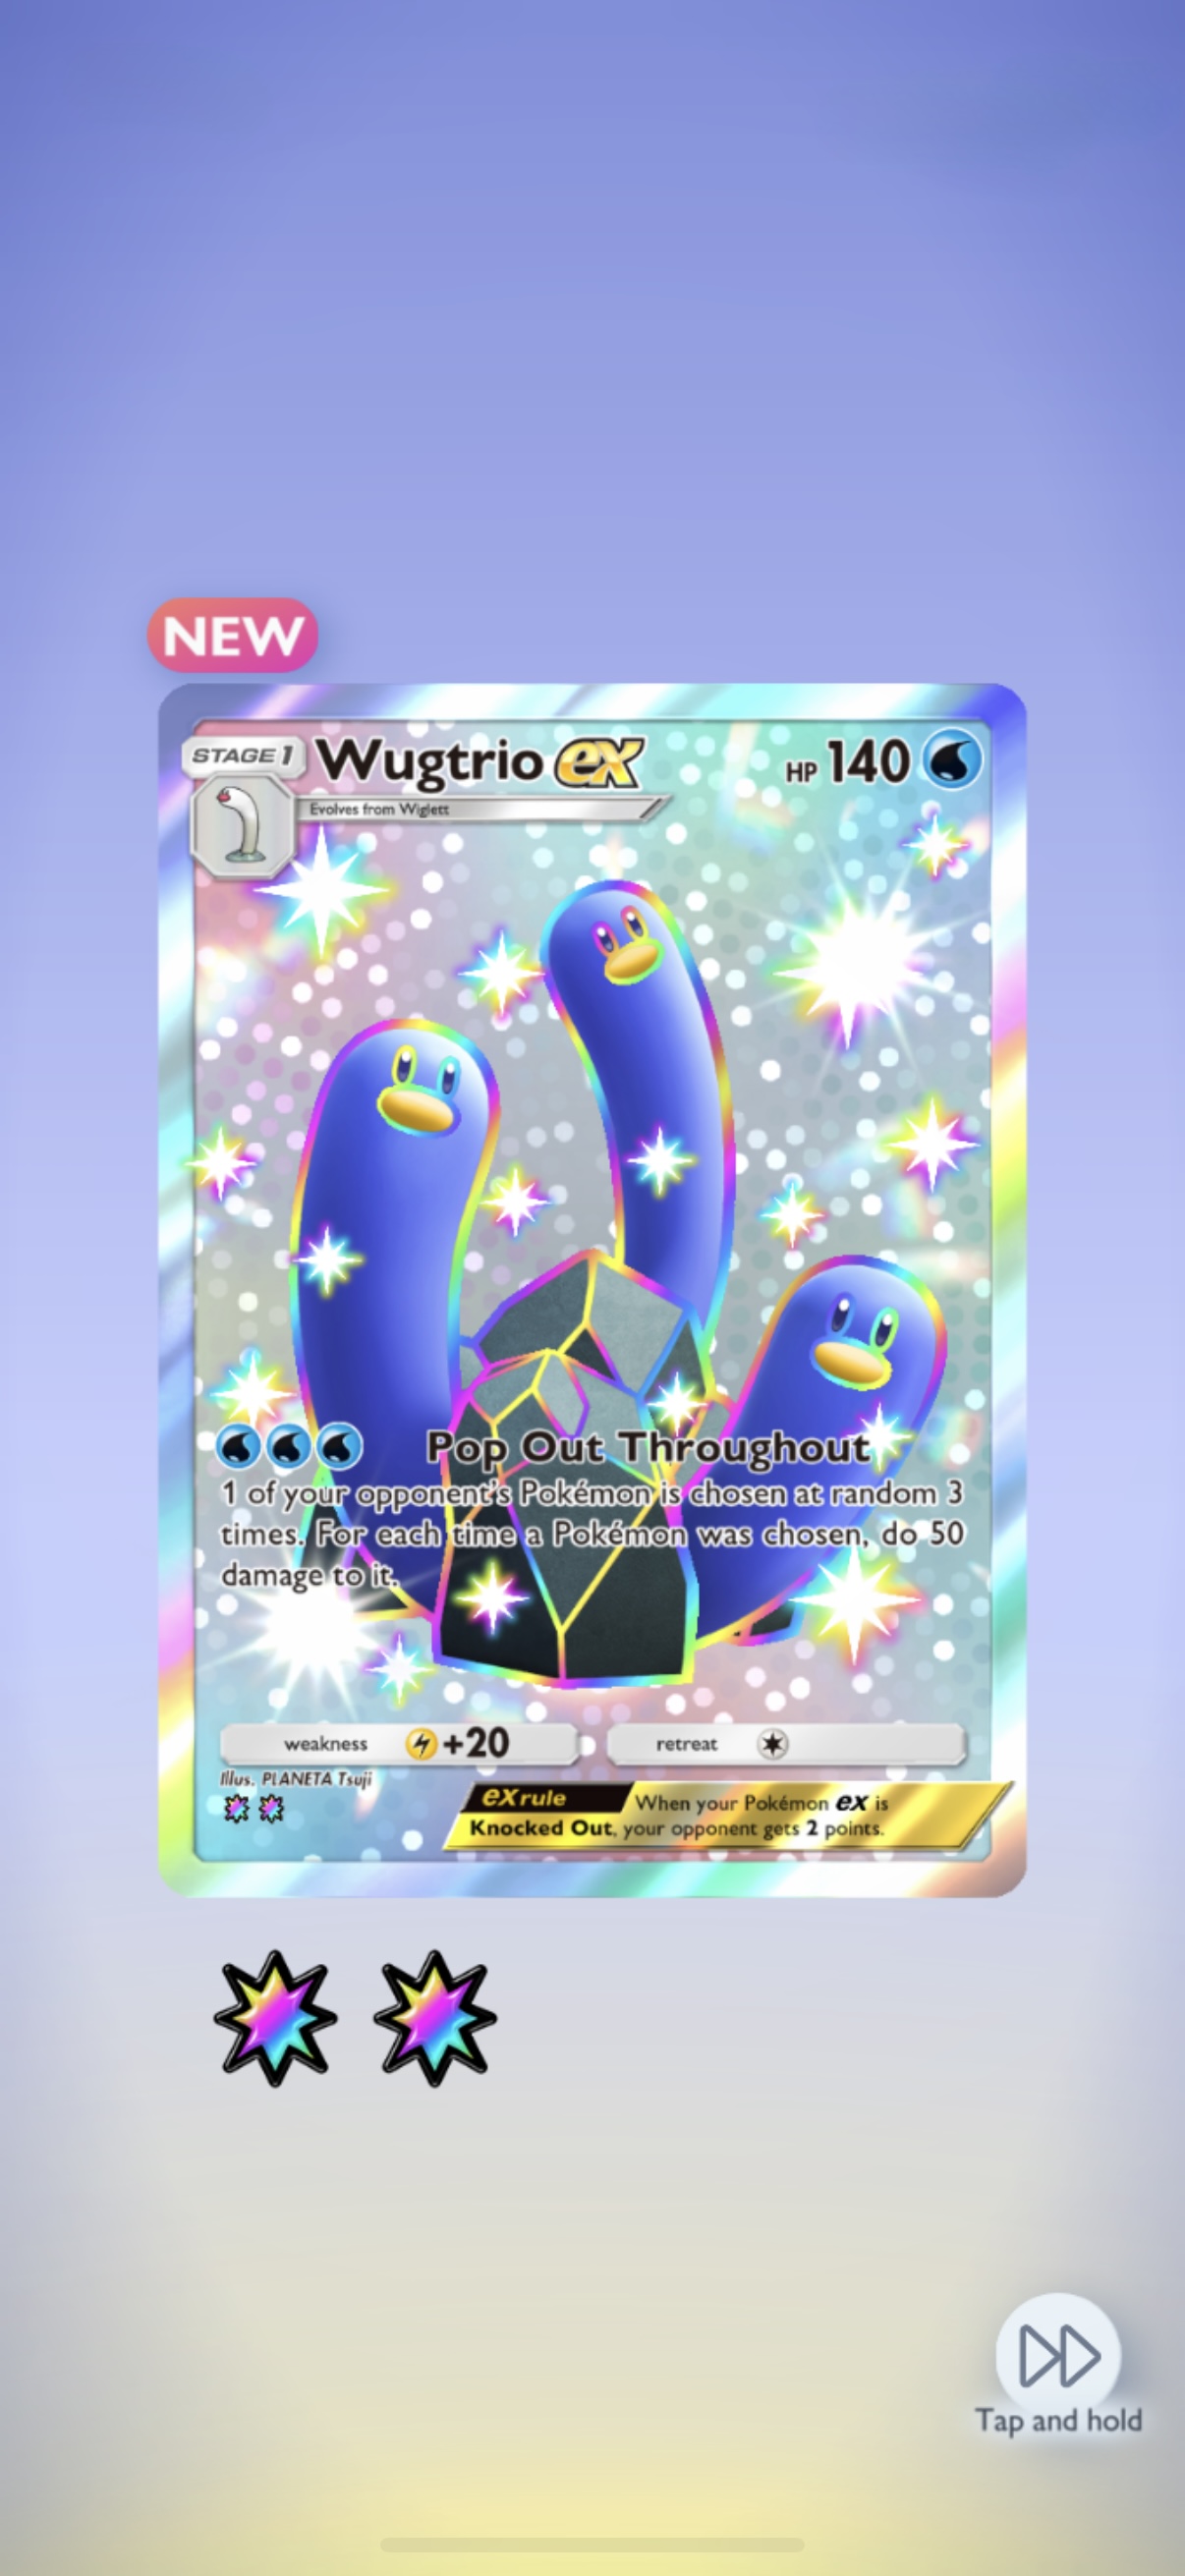 NEW
STAGE 1 Wugtrio ex HP 140
Evolves from Wiglett
Pop Out Throughout
1 of your opponent's Pokémon is chosen at random 3
times. For each time a Pokémon was chosen, do 50
damage to it.
weakness +20 retreat
Illus. PLANETA Tsuji
ex rule When your Pokémon ex is
Knocked Out, your opponent gets 2 points.
Tap and hold